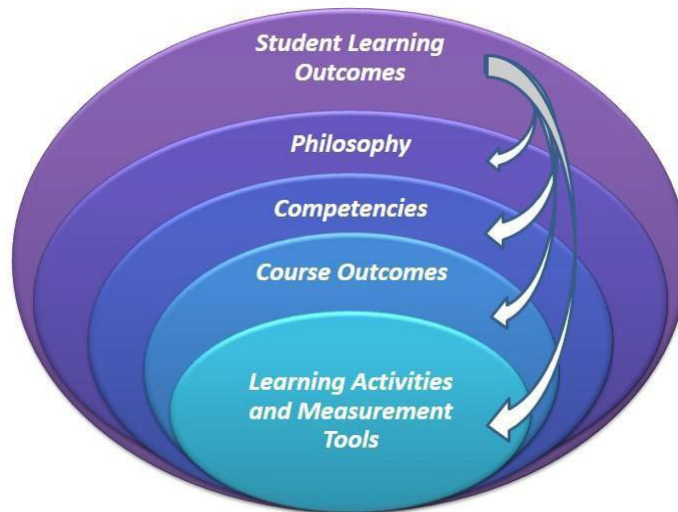 Student Learning
Outcomes
Philosophy
Competencies
Course Outcomes
Learning Activities
and Measurement
Tools